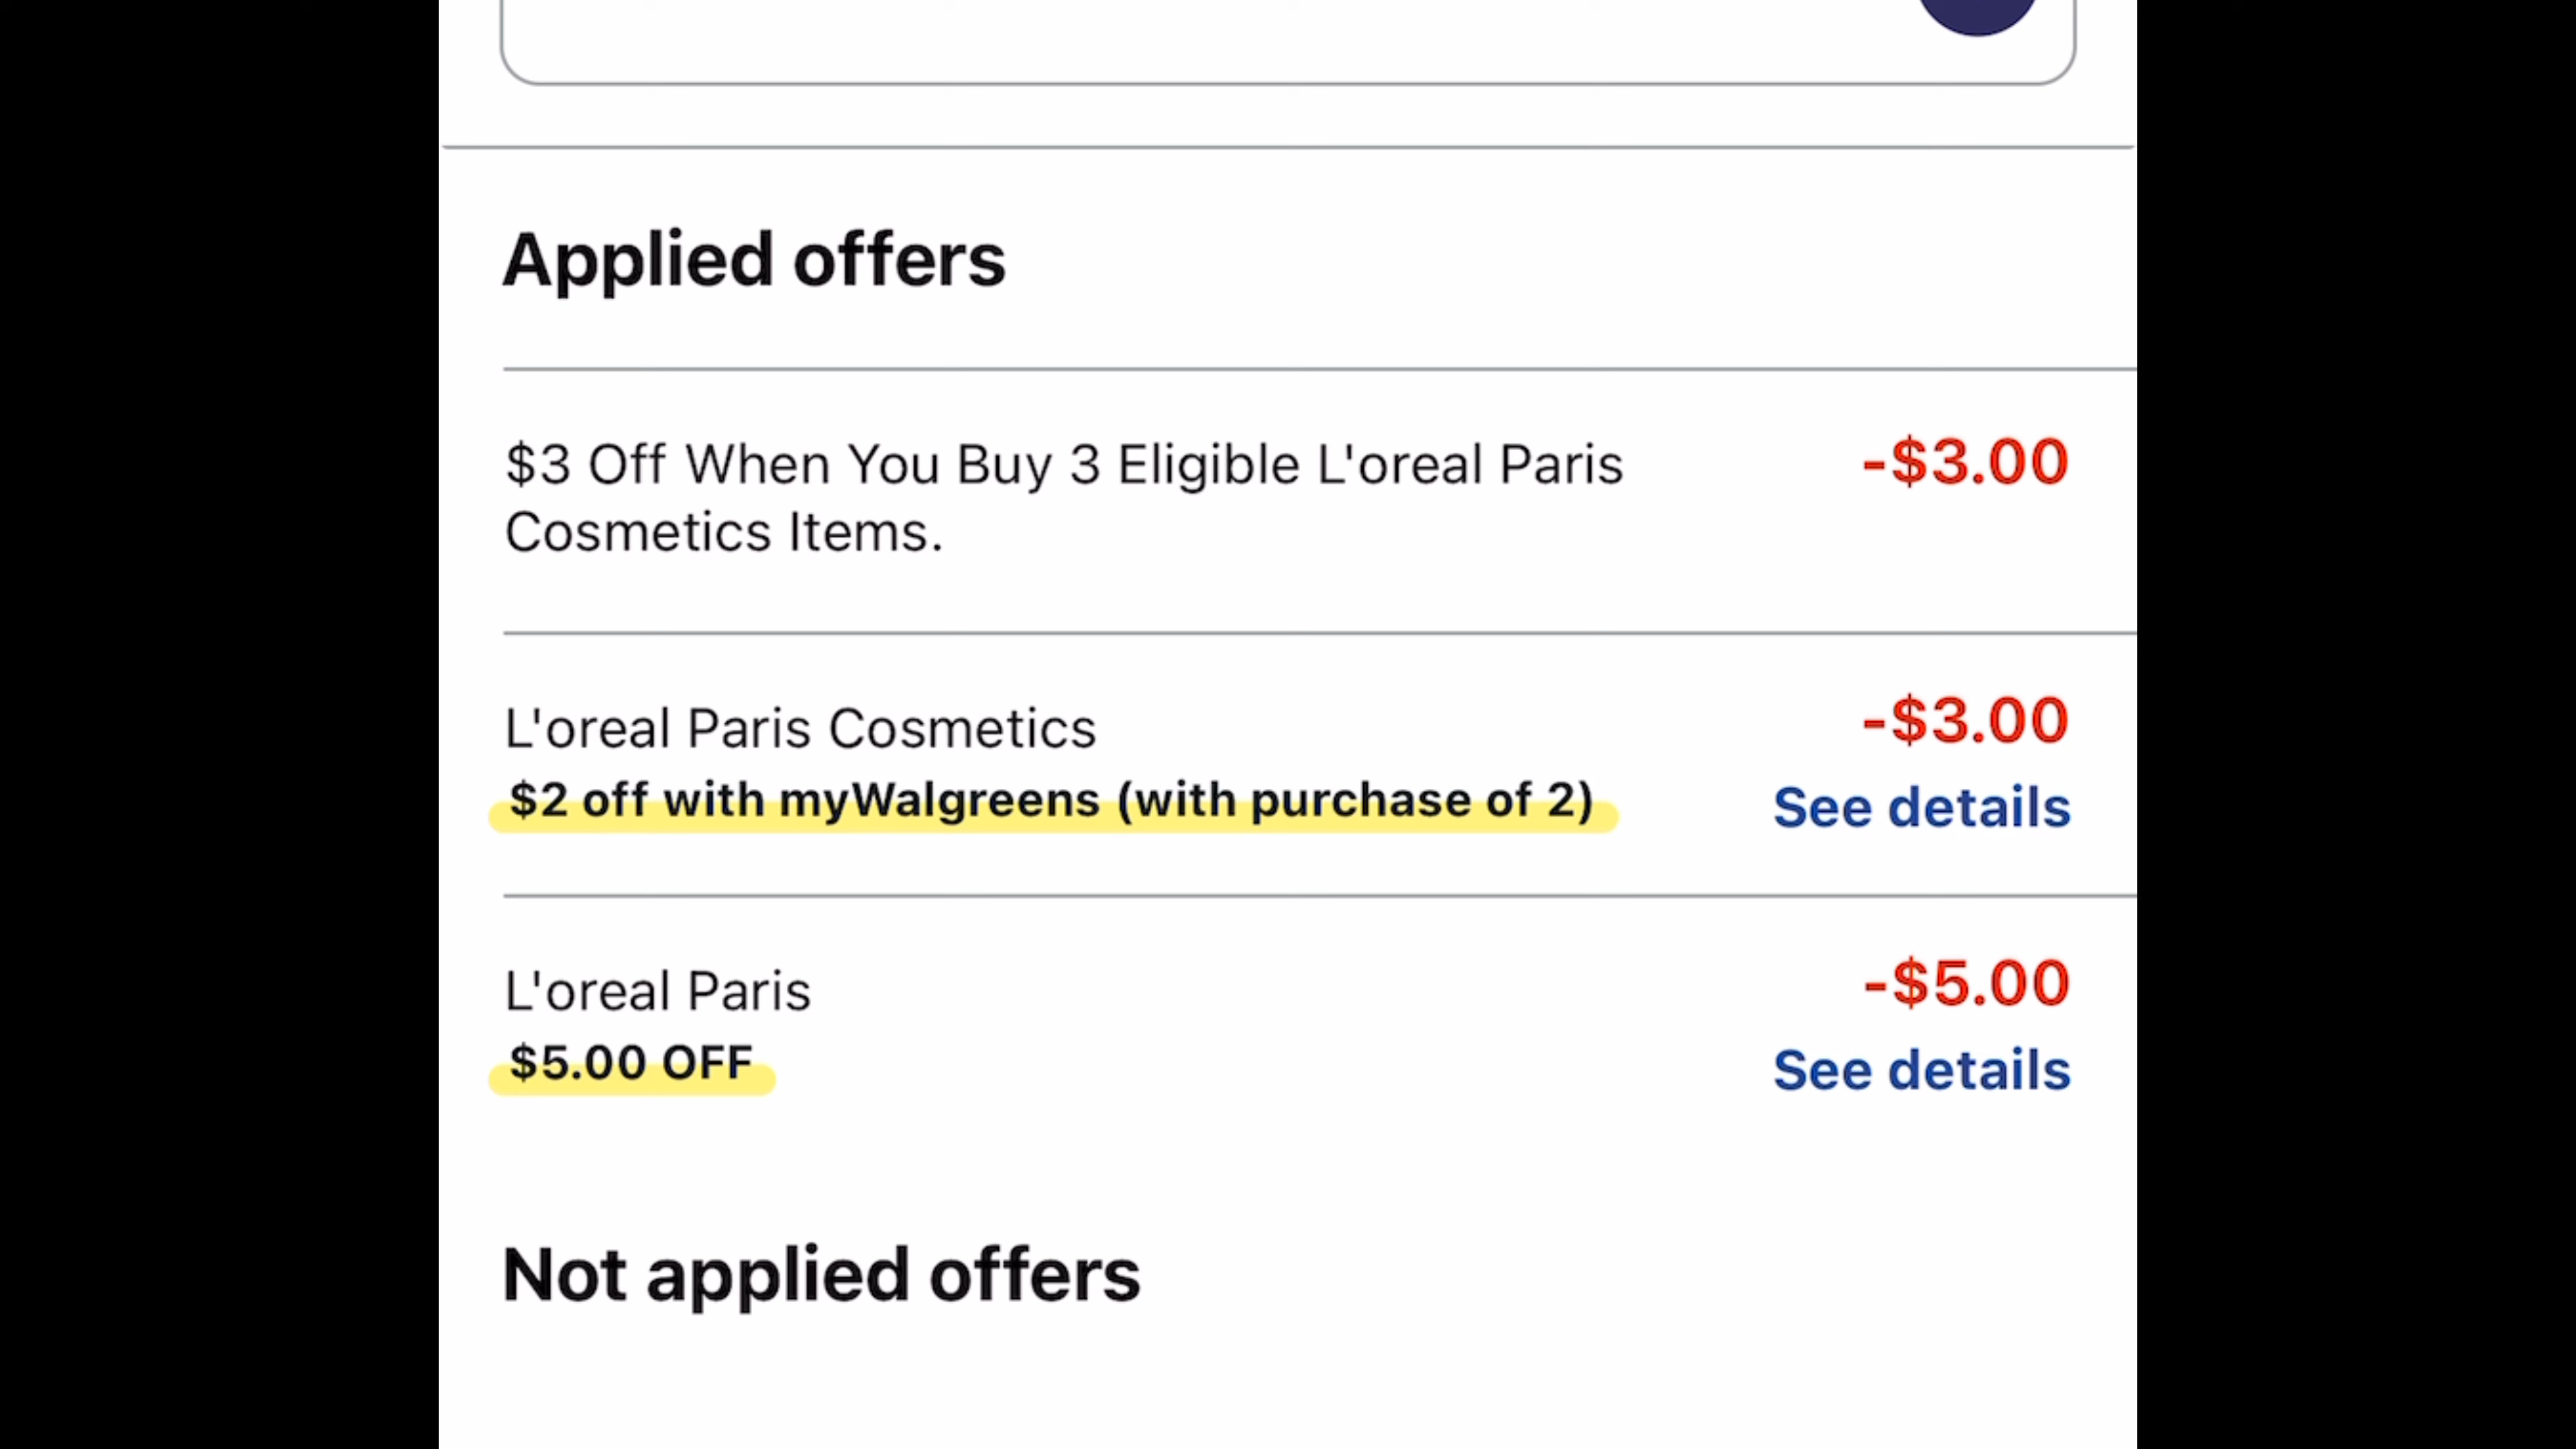 Applied offers
$3 Off When You Buy 3 Eligible L'oreal Paris
Cosmetics Items.
-$3.00
L'oreal Paris Cosmetics
-$3.00
$2 off with myWalgreens (with purchase of 2)
See details
L'oreal Paris
-$5.00
$5.00 OFF
See details
Not applied offers